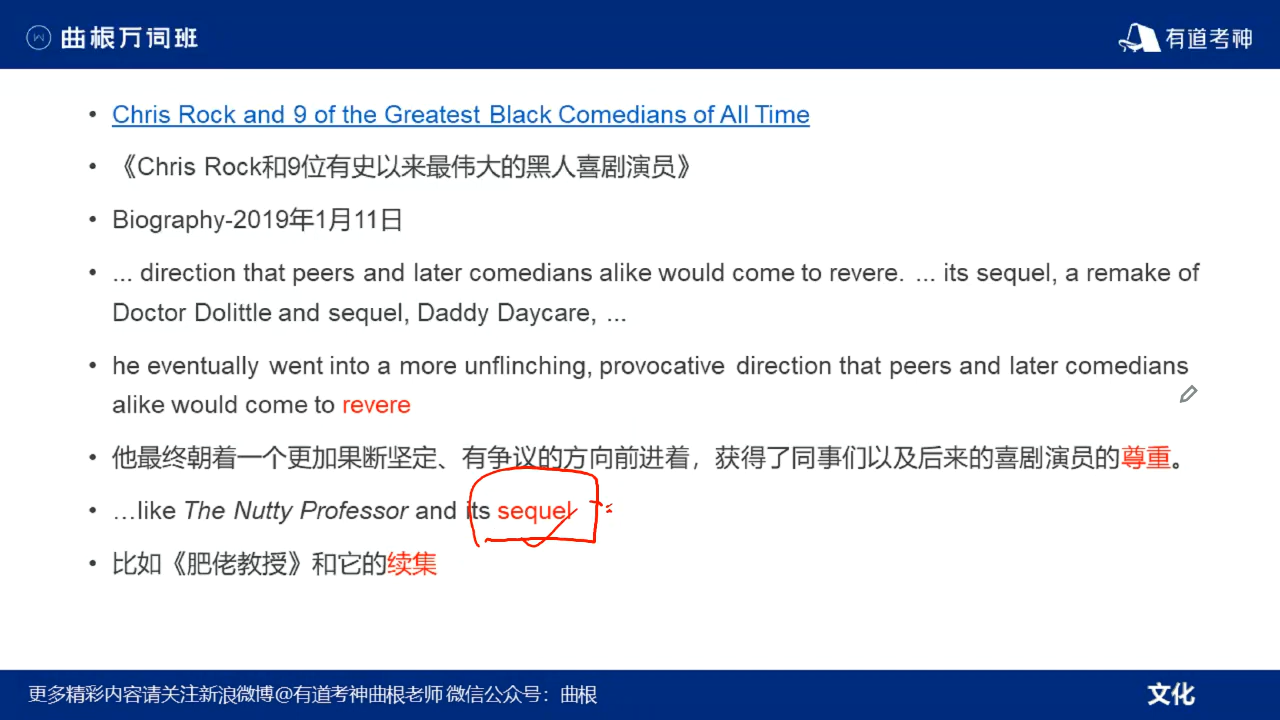 曲根万词班
有道考神
• Chris Rock and 9 of the Greatest Black Comedians of All Time
• 《Chris Rock和9位有史以来最伟大的黑人喜剧演员》
• Biography-2019年1月11日
• ... direction that peers and later comedians alike would come to revere. ... its sequel, a remake of
Doctor Dolittle and sequel, Daddy Daycare, ...
• he eventually went into a more unflinching, provocative direction that peers and later comedians
alike would come to revere
• 他最终朝着一个更加果断坚定、有争议的方向前进着，获得了同事们以及后来的喜剧演员的尊重。
• …like The Nutty Professor and its sequel
• 比如《肥佬教授》和它的续集
更多精彩内容请关注新浪微博@有道考神曲根老师 微信公众号：曲根
文化